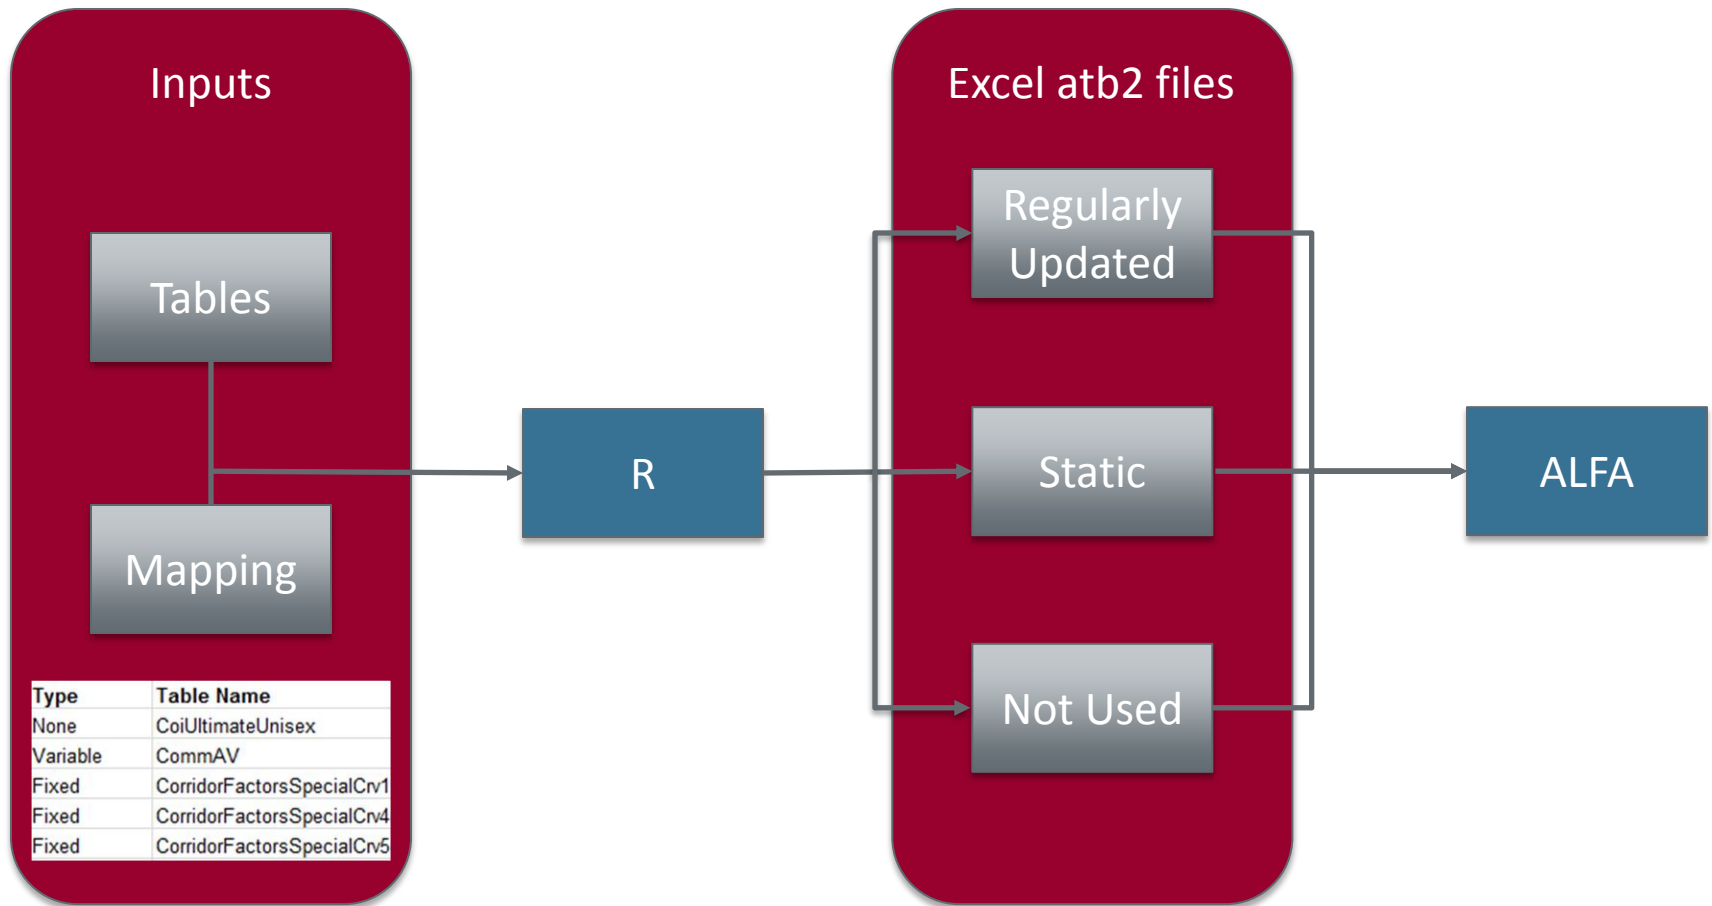 Inputs
Tables
Mapping
Type Table Name
None CoiUltimateUnisex
Variable CommAV
Fixed CorridorFactorsSpecialCrv1
Fixed CorridorFactorsSpecialCrv4
Fixed CorridorFactorsSpecialCrv5
R
Excel atb2 files
Regularly
Updated
Static
Not Used
ALFA